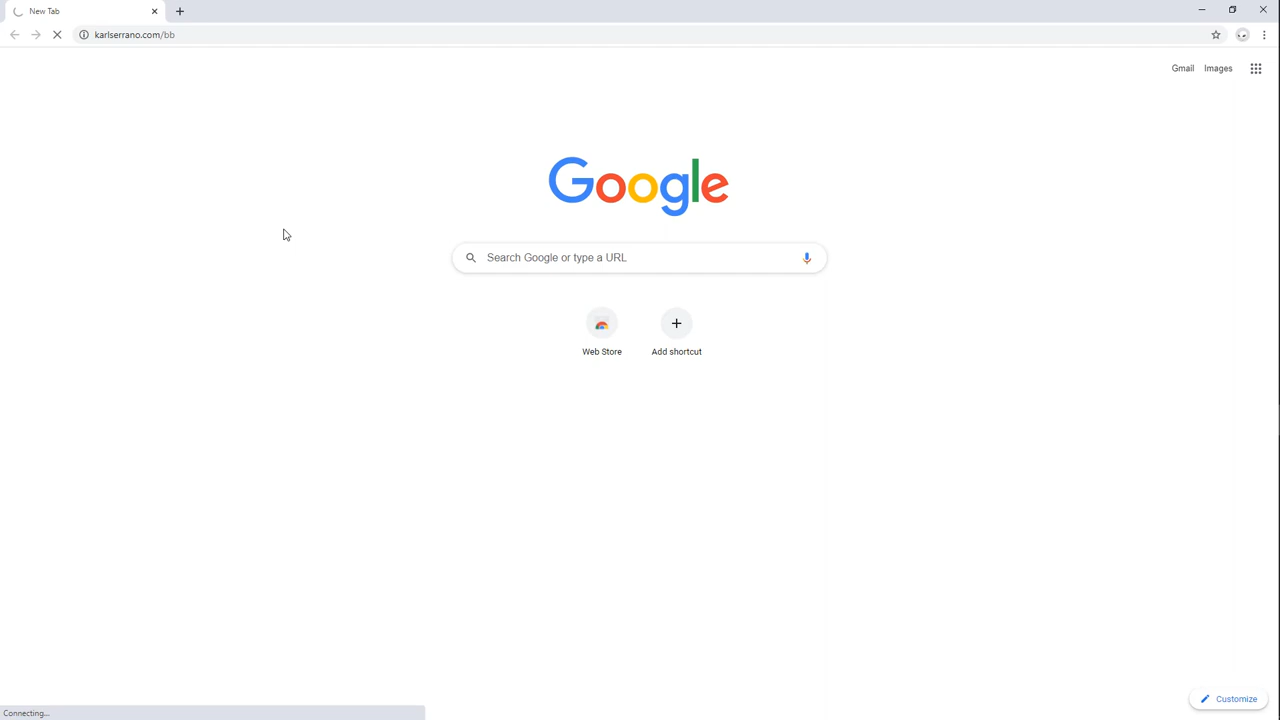 New Tab
karlserrano.com/bb
Gmail Images
Google
Search Google or type a URL
Web Store
Add shortcut
Customize
Connecting...